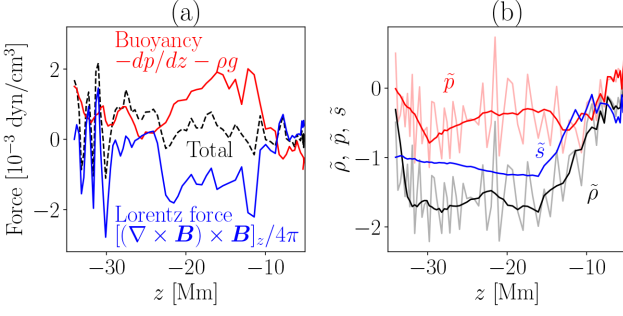 (a)
Force [10⁻³ dyn/cm³]
2
0
−2
Buoyancy
−dp/dz − ρg
Total
Lorentz force
[(∇ × B) × B]z/4π
−30
−20
−10
z [Mm]
(b)
ρ̃, p̃, s̃
0
−1
−2
p̃
s̃
ρ̃
−30
−20
−10
z [Mm]